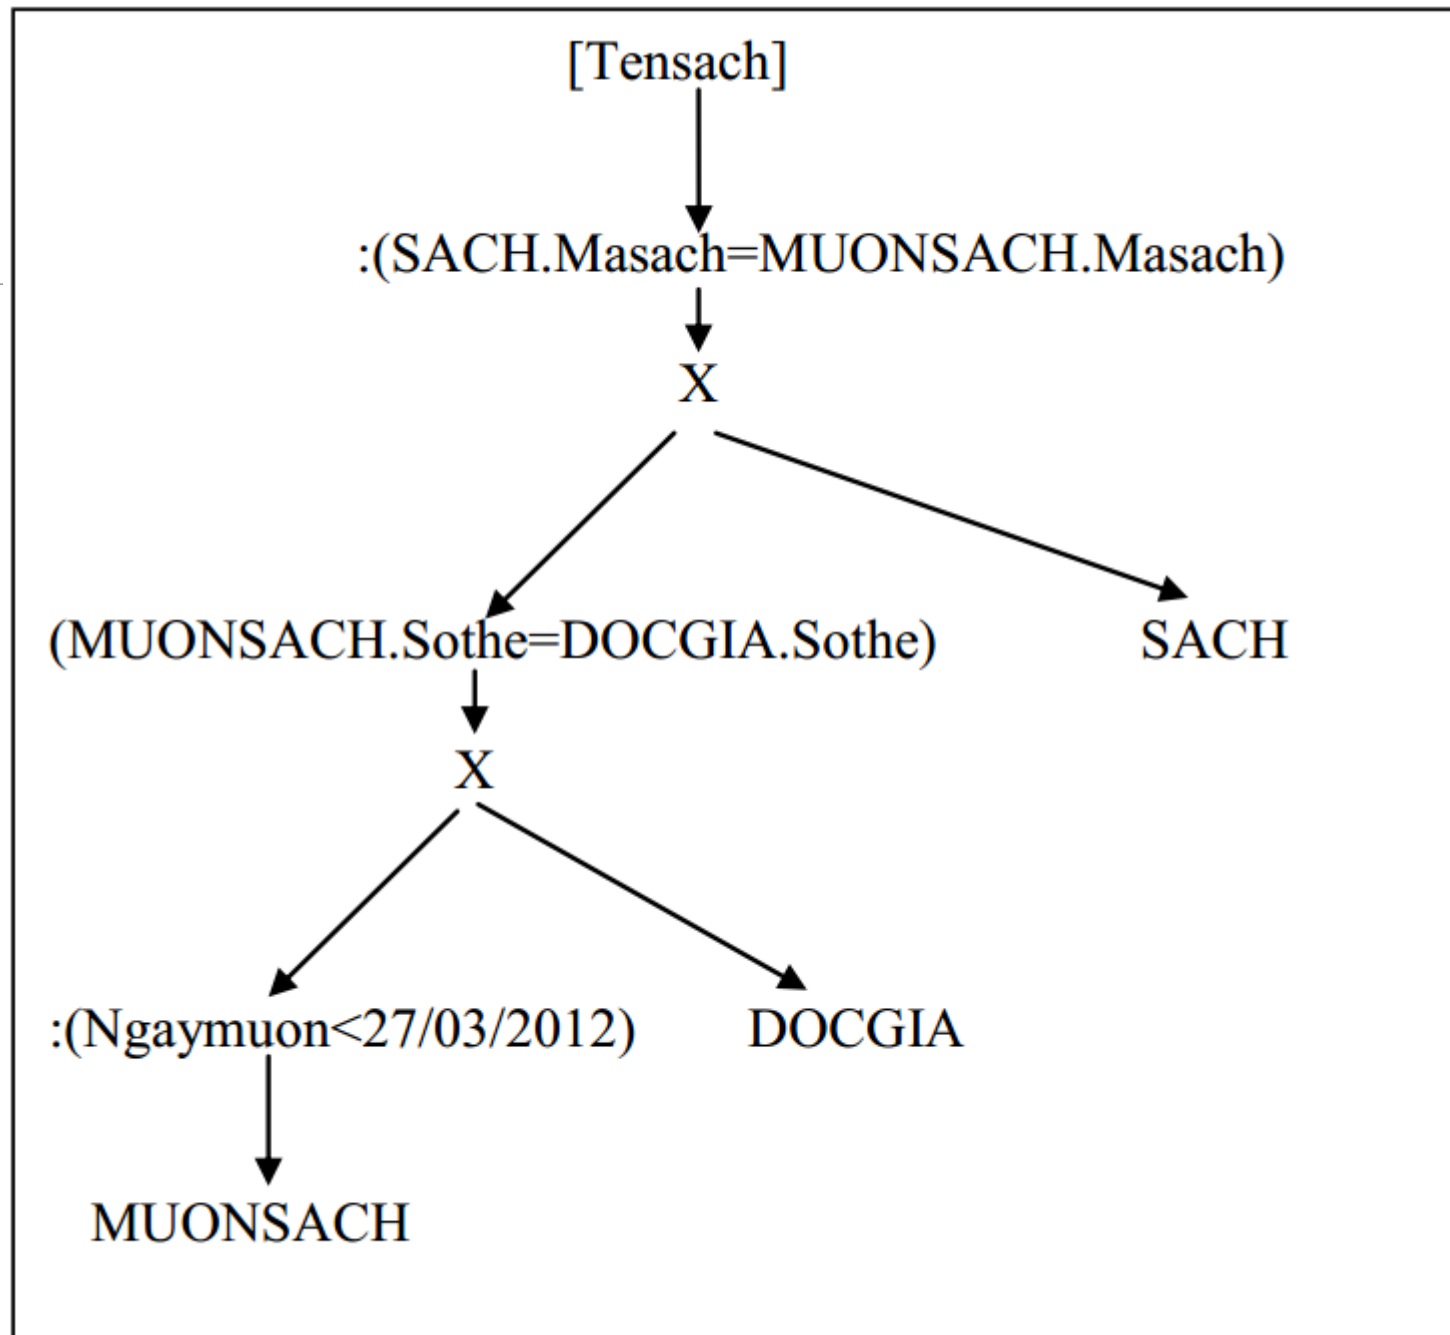 [Tensach]
:(SACH.Masach=MUONSACH.Masach)
X
(MUONSACH.Sothe=DOCGIA.Sothe) SACH
X
:(Ngaymuon<27/03/2012) DOCGIA
MUONSACH